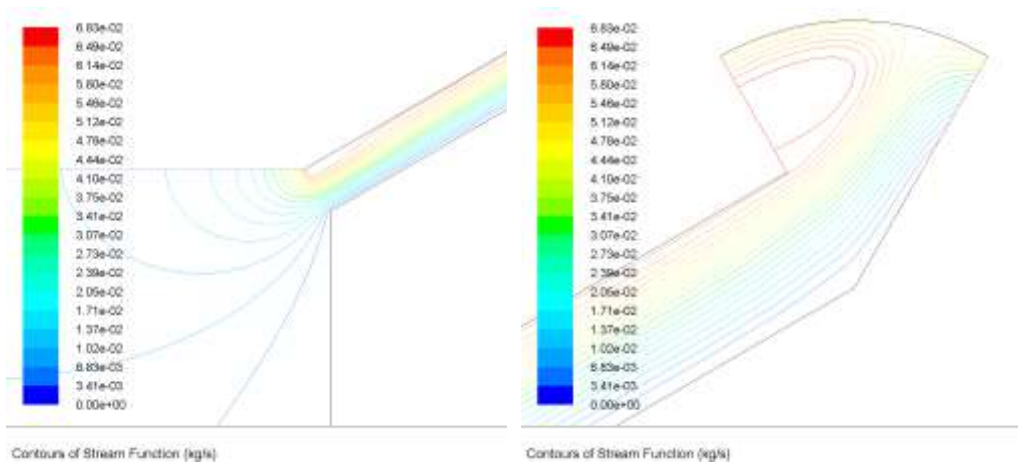 6.83e-02
6.49e-02
6.14e-02
5.80e-02
5.46e-02
5.12e-02
4.78e-02
4.44e-02
4.10e-02
3.75e-02
3.41e-02
3.07e-02
2.73e-02
2.39e-02
2.05e-02
1.71e-02
1.37e-02
1.02e-02
6.83e-03
3.41e-03
0.00e+00
Contours of Stream Function (kg/s)
6.83e-02
6.49e-02
6.14e-02
5.80e-02
5.46e-02
5.12e-02
4.78e-02
4.44e-02
4.10e-02
3.75e-02
3.41e-02
3.07e-02
2.73e-02
2.39e-02
2.05e-02
1.71e-02
1.37e-02
1.02e-02
6.83e-03
3.41e-03
0.00e+00
Contours of Stream Function (kg/s)